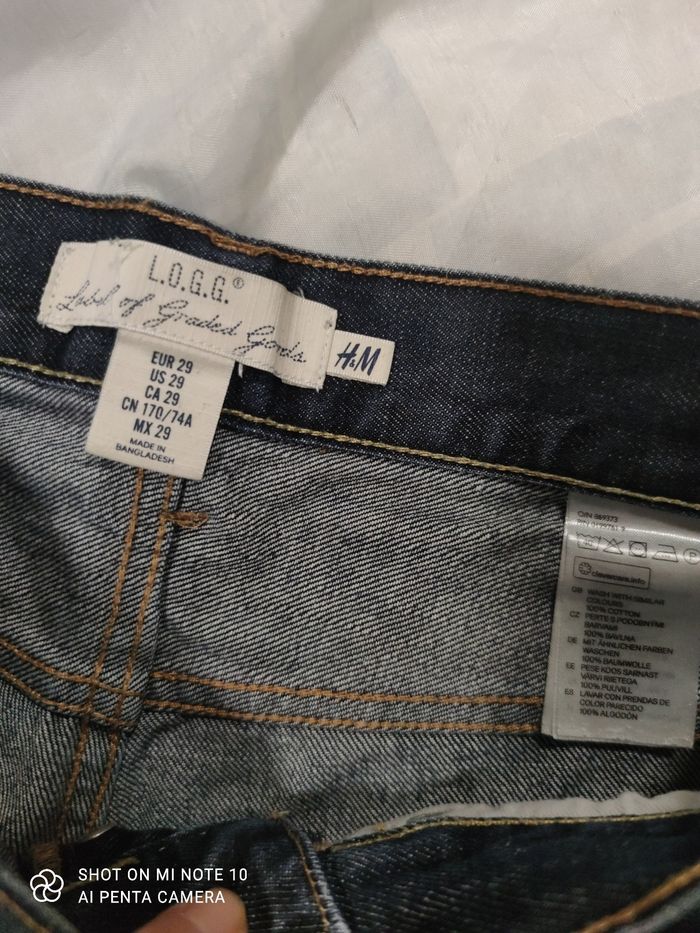 L.O.G.G.®
Label of Graded Goods
H&M
EUR 29
US 29
CA 29
CN 170/74A
MX 29
MADE IN
BANGLADESH
O/N 869373
clevercare.info
GB WASH WITH SIMILAR
COLOURS
100% COTTON
CZ PERTE S PODOBNÝMI
BARVAMI
100% BAVLNA
DE MIT ÄHNLICHEN FARBEN
WASCHEN
100% BAUMWOLLE
EE PESE KOOS SARNAST
VÄRVI RIIETEGA
100% PUUVILL
ES LAVAR CON PRENDAS DE
COLOR PARECIDO
100% ALGODÓN
SHOT ON MI NOTE 10
AI PENTA CAMERA